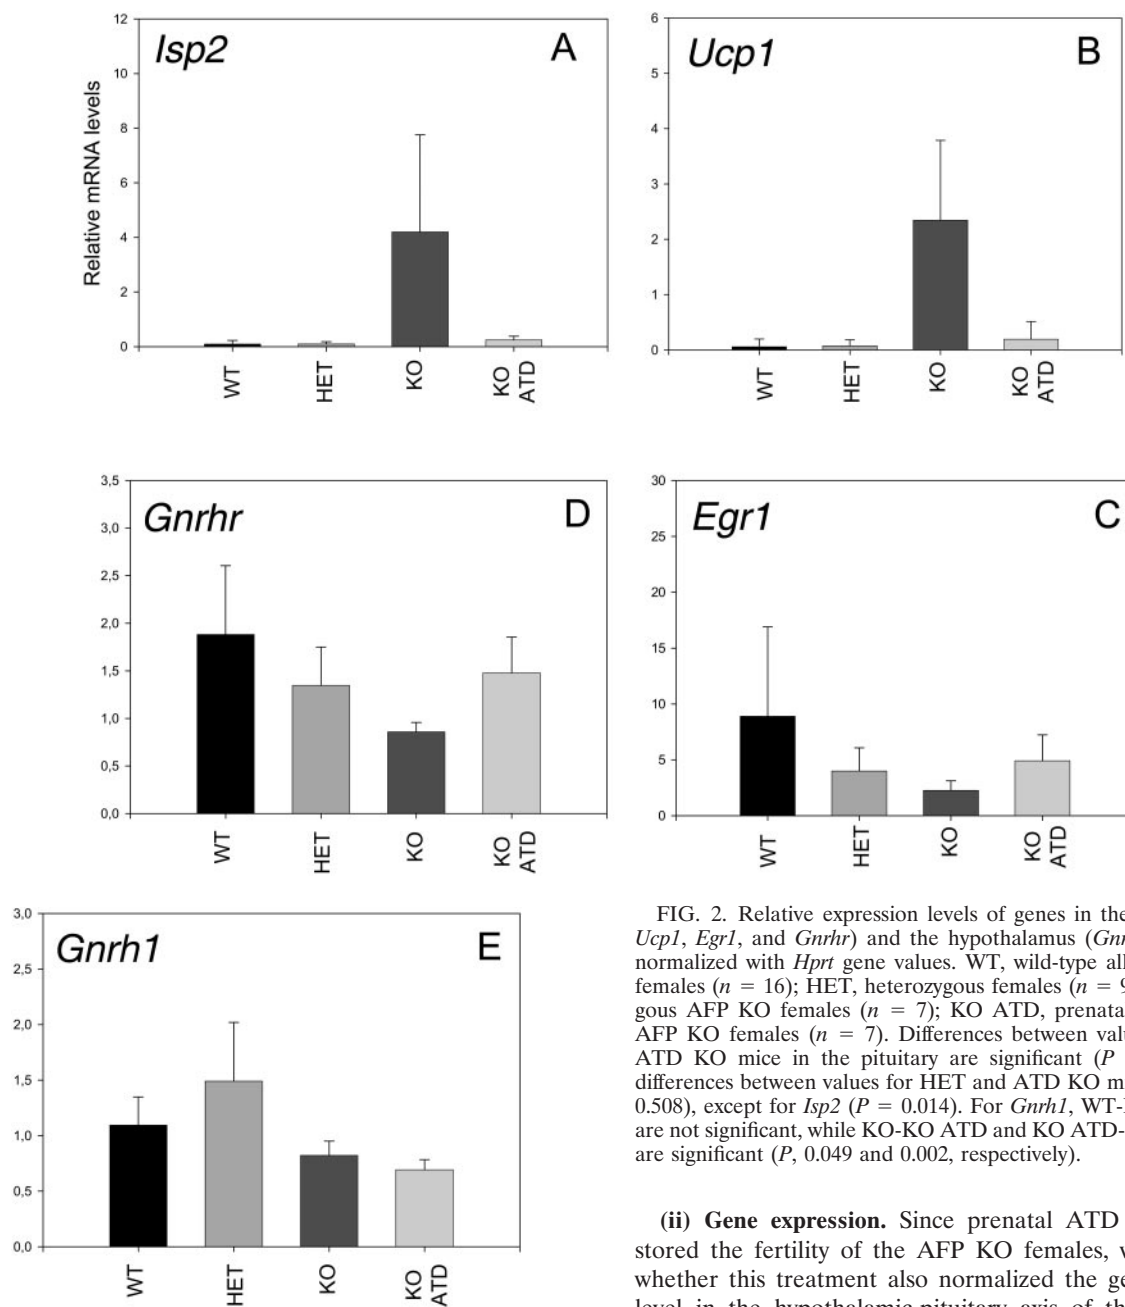 Isp2
A
Relative mRNA levels
12
10
8
6
4
2
0
WT
HET
KO
KO ATD
Ucp1
B
6
5
4
3
2
1
0
WT
HET
KO
KO ATD
Gnrhr
D
3,5
3,0
2,5
2,0
1,5
1,0
0,5
0,0
WT
HET
KO
KO ATD
Egr1
C
30
25
20
15
10
5
0
WT
HET
KO
KO ATD
Gnrh1
E
3,0
2,5
2,0
1,5
1,0
0,5
0,0
WT
HET
KO
KO ATD
FIG. 2. Relative expression levels of genes in the
Ucp1, Egr1, and Gnrhr) and the hypothalamus (Gnr
normalized with Hprt gene values. WT, wild-type all
females (n = 16); HET, heterozygous females (n = 9
gous AFP KO females (n = 7); KO ATD, prenata
AFP KO females (n = 7). Differences between valu
ATD KO mice in the pituitary are significant (P
differences between values for HET and ATD KO m
0.508), except for Isp2 (P = 0.014). For Gnrh1, WT-
are not significant, while KO-KO ATD and KO ATD-
are significant (P, 0.049 and 0.002, respectively).
(ii) Gene expression. Since prenatal ATD
stored the fertility of the AFP KO females, v
whether this treatment also normalized the ge
level in the hypothalamic-pituitary axis of th